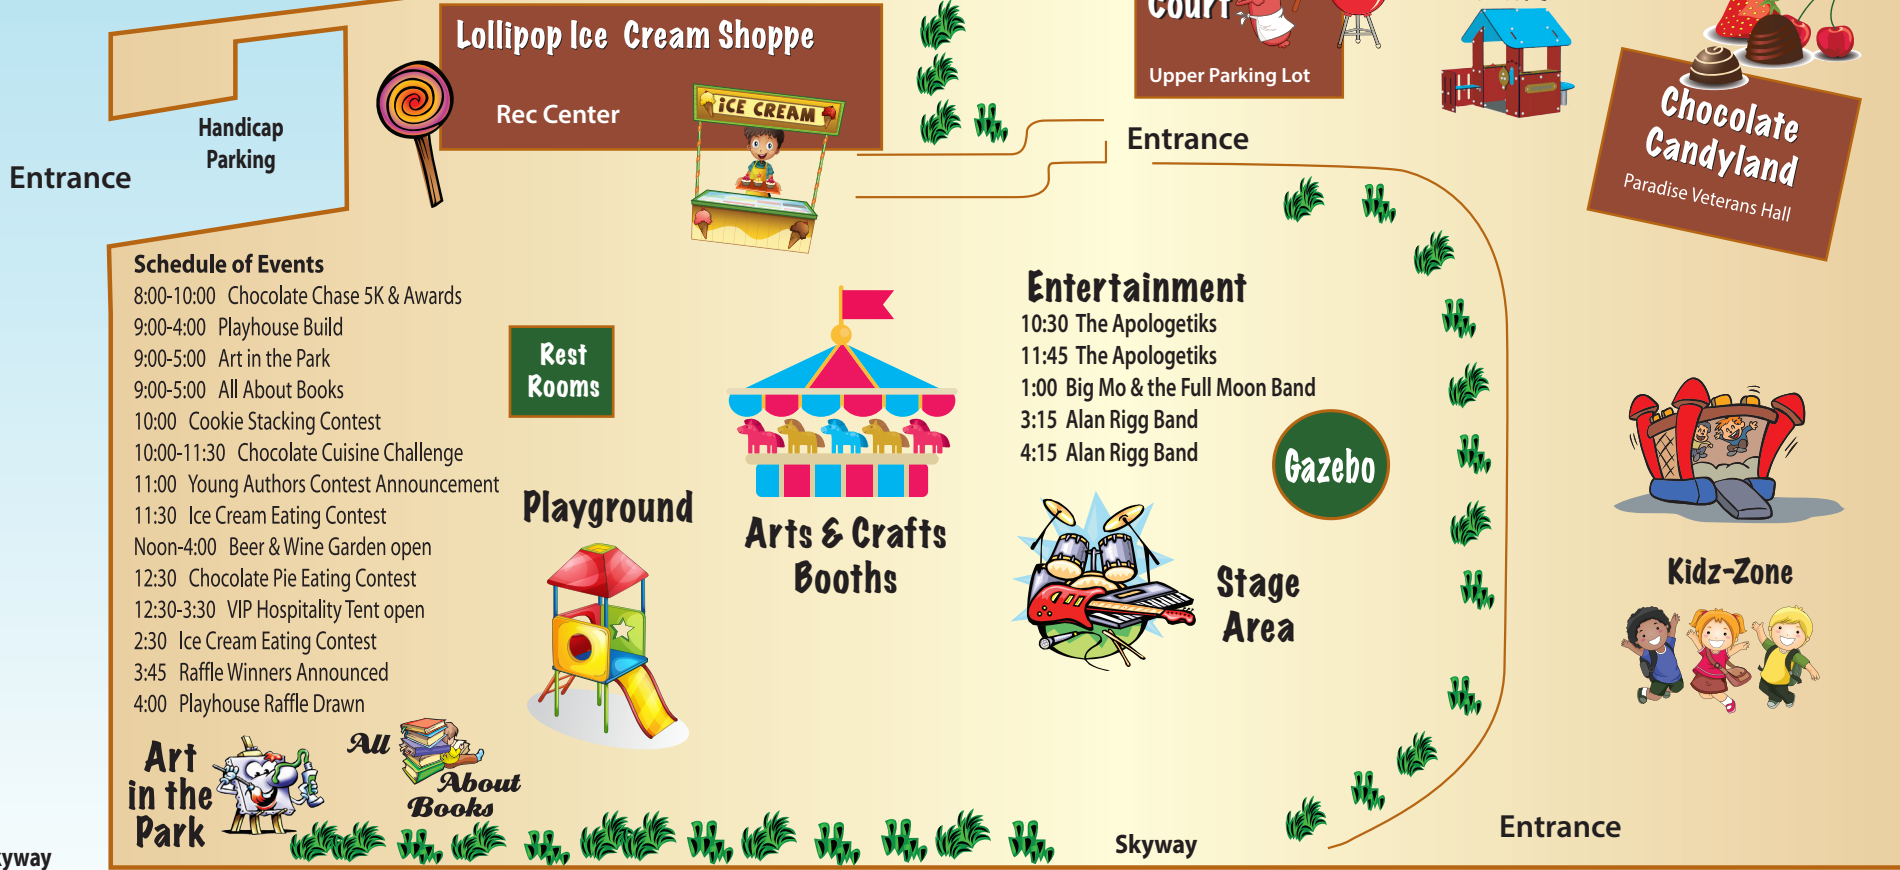 Lollipop Ice Cream Shoppe
Rec Center
ICE CREAM
Court
Upper Parking Lot
Handicap
Parking
Entrance
Entrance
Chocolate
Candyland
Paradise Veterans Hall
Schedule of Events
8:00-10:00 Chocolate Chase 5K & Awards
9:00-4:00 Playhouse Build
9:00-5:00 Art in the Park
9:00-5:00 All About Books
10:00 Cookie Stacking Contest
10:00-11:30 Chocolate Cuisine Challenge
11:00 Young Authors Contest Announcement
11:30 Ice Cream Eating Contest
Noon-4:00 Beer & Wine Garden open
12:30 Chocolate Pie Eating Contest
12:30-3:30 VIP Hospitality Tent open
2:30 Ice Cream Eating Contest
3:45 Raffle Winners Announced
4:00 Playhouse Raffle Drawn
Rest
Rooms
Playground
Arts & Crafts
Booths
Entertainment
10:30 The Apologetiks
11:45 The Apologetiks
1:00 Big Mo & the Full Moon Band
3:15 Alan Rigg Band
4:15 Alan Rigg Band
Gazebo
Stage
Area
Kidz-Zone
Art
in the
Park
All
About
Books
Skyway
Entrance